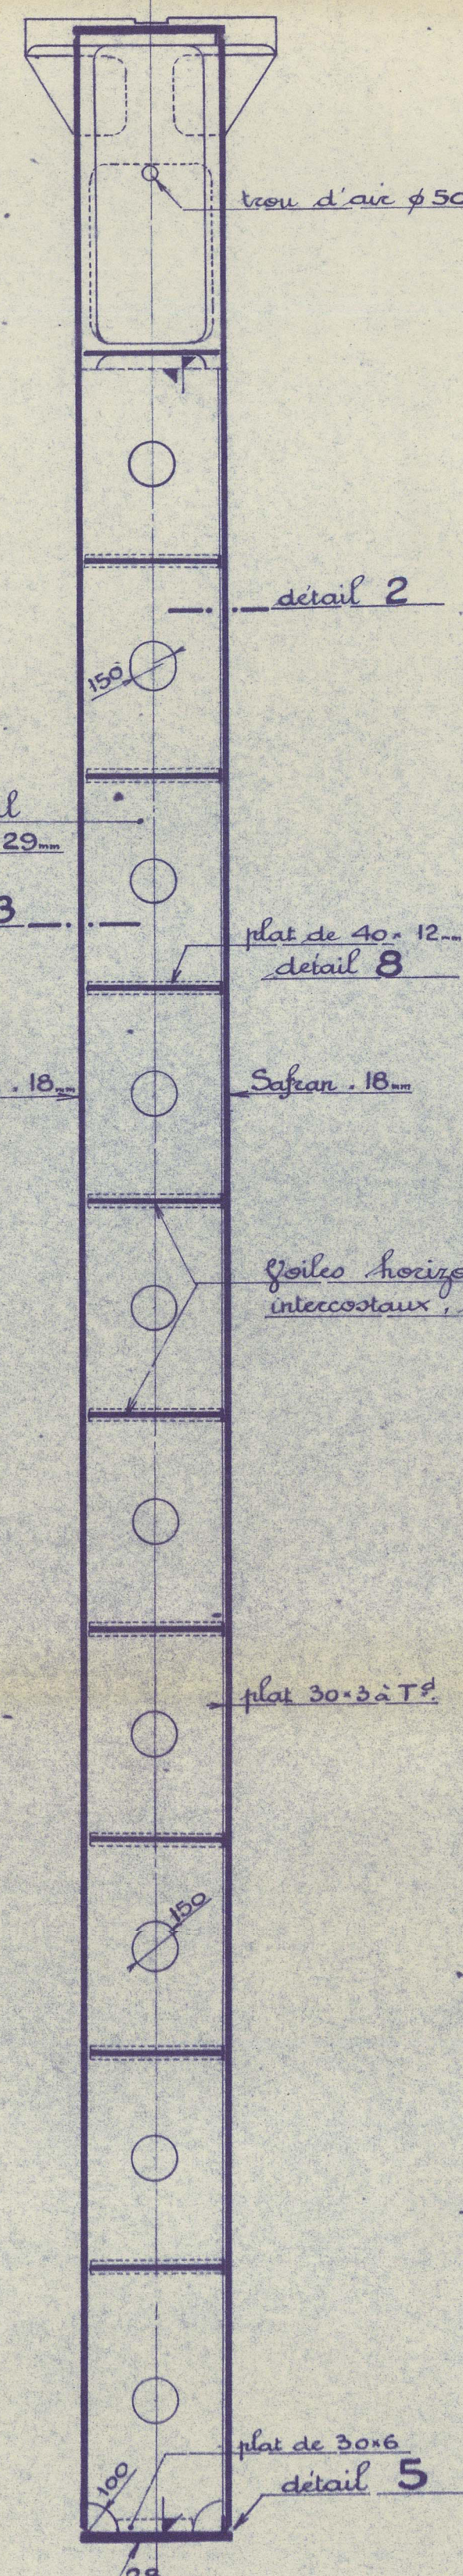 trou d'air ϕ 50
détail 2
150
29mm
3
plat de 40 × 12mm
détail 8
. 18mm
Safran . 18mm
Voiles horizo
intercostaux .
plat 30×3 à Tᵈ.
150
plat de 30×6
100
détail 5
28